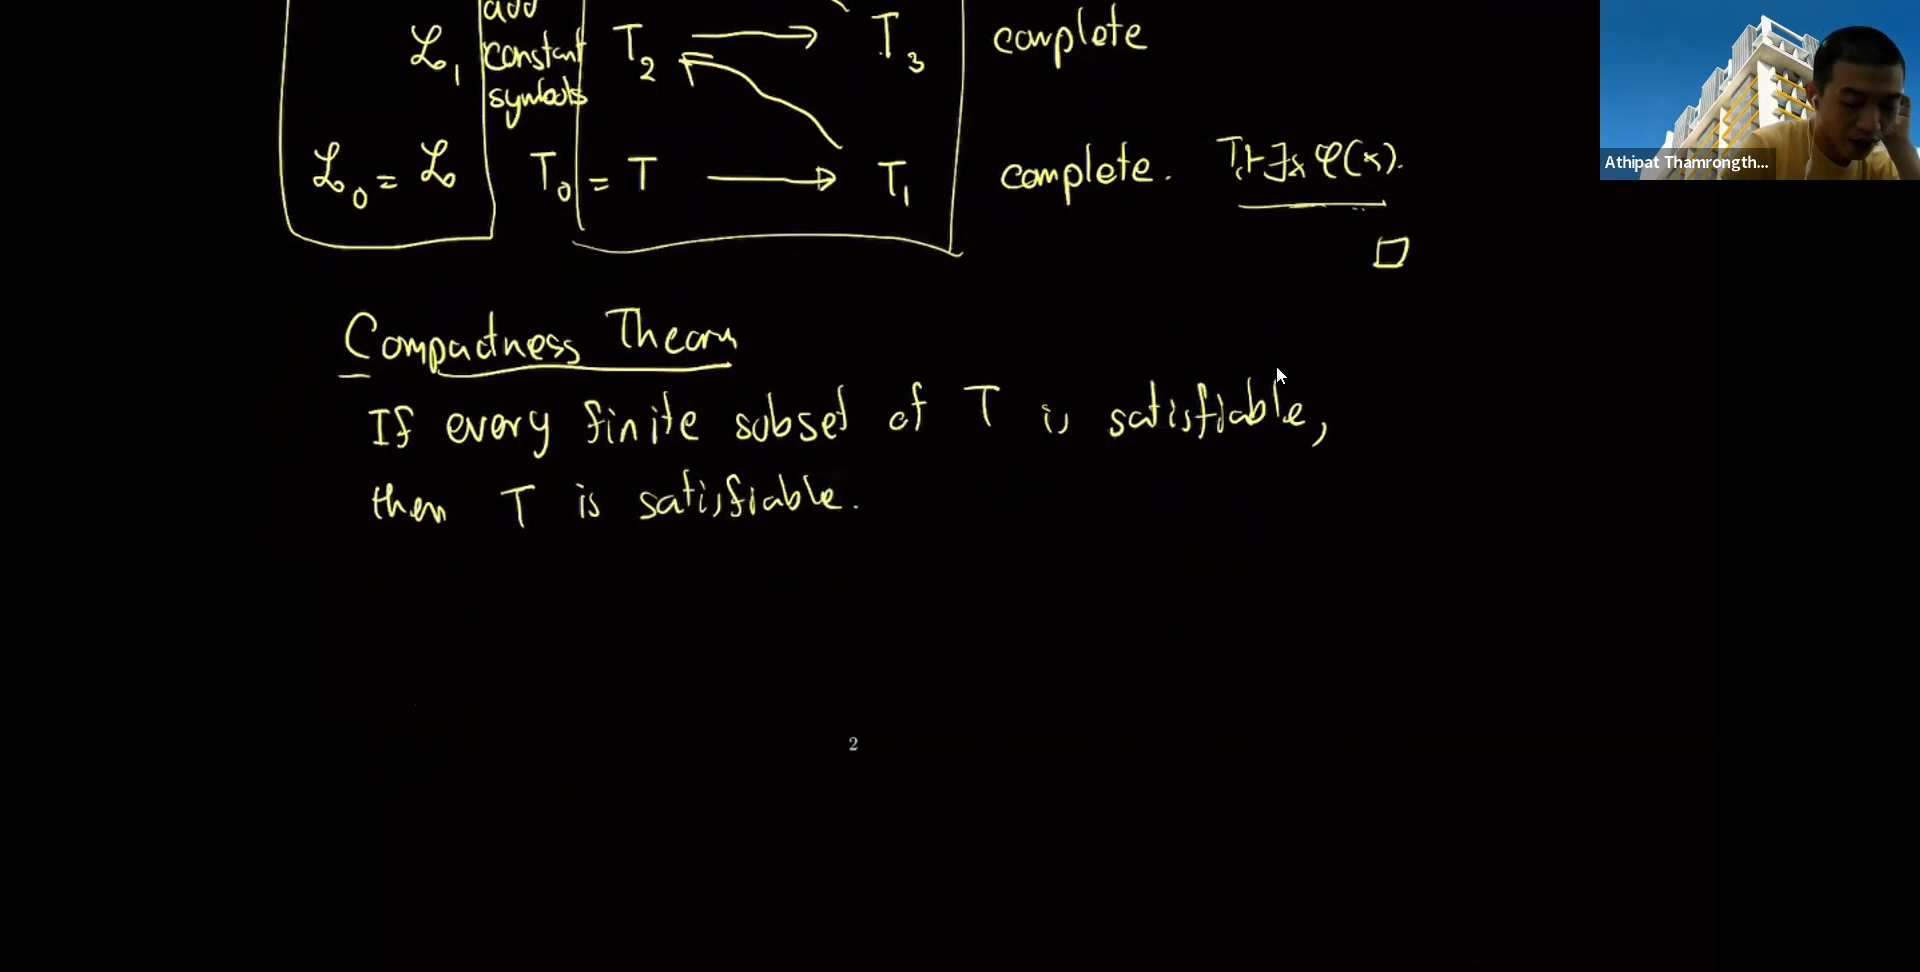 add
ℒ₁ constant T₂ → T₃ complete
symbols
ℒ₀ = ℒ T₀ = T → T₁ complete. T₁ ⊢ ∃x φ(x).
□
Compactness Theorem
If every finite subset of T is satisfiable,
then T is satisfiable.
2
Athipat Thamrongth...